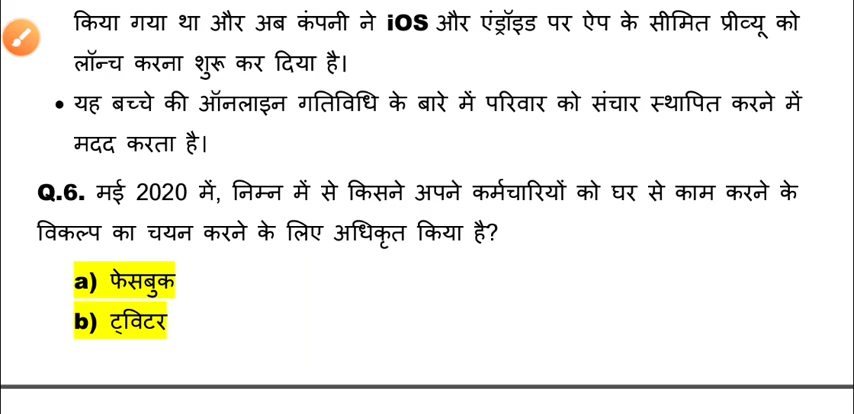 किया गया था और अब कंपनी ने iOS और एंड्रॉइड पर ऐप के सीमित प्रीव्यू को
लॉन्च करना शुरू कर दिया है।
• यह बच्चे की ऑनलाइन गतिविधि के बारे में परिवार को संचार स्थापित करने में
मदद करता है।
Q.6. मई 2020 में, निम्न में से किसने अपने कर्मचारियों को घर से काम करने के
विकल्प का चयन करने के लिए अधिकृत किया है?
a) फेसबुक
b) ट्विटर